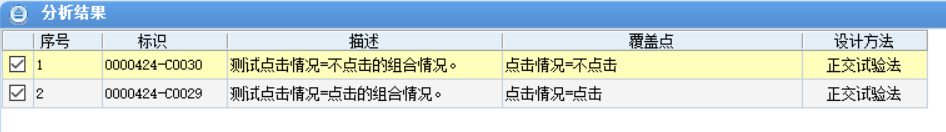 分析结果
序号 标识 描述 覆盖点 设计方法
1 0000424-C0030 测试点击情况=不点击的组合情况。 点击情况=不点击 正交试验法
2 0000424-C0029 测试点击情况=点击的组合情况。 点击情况=点击 正交试验法